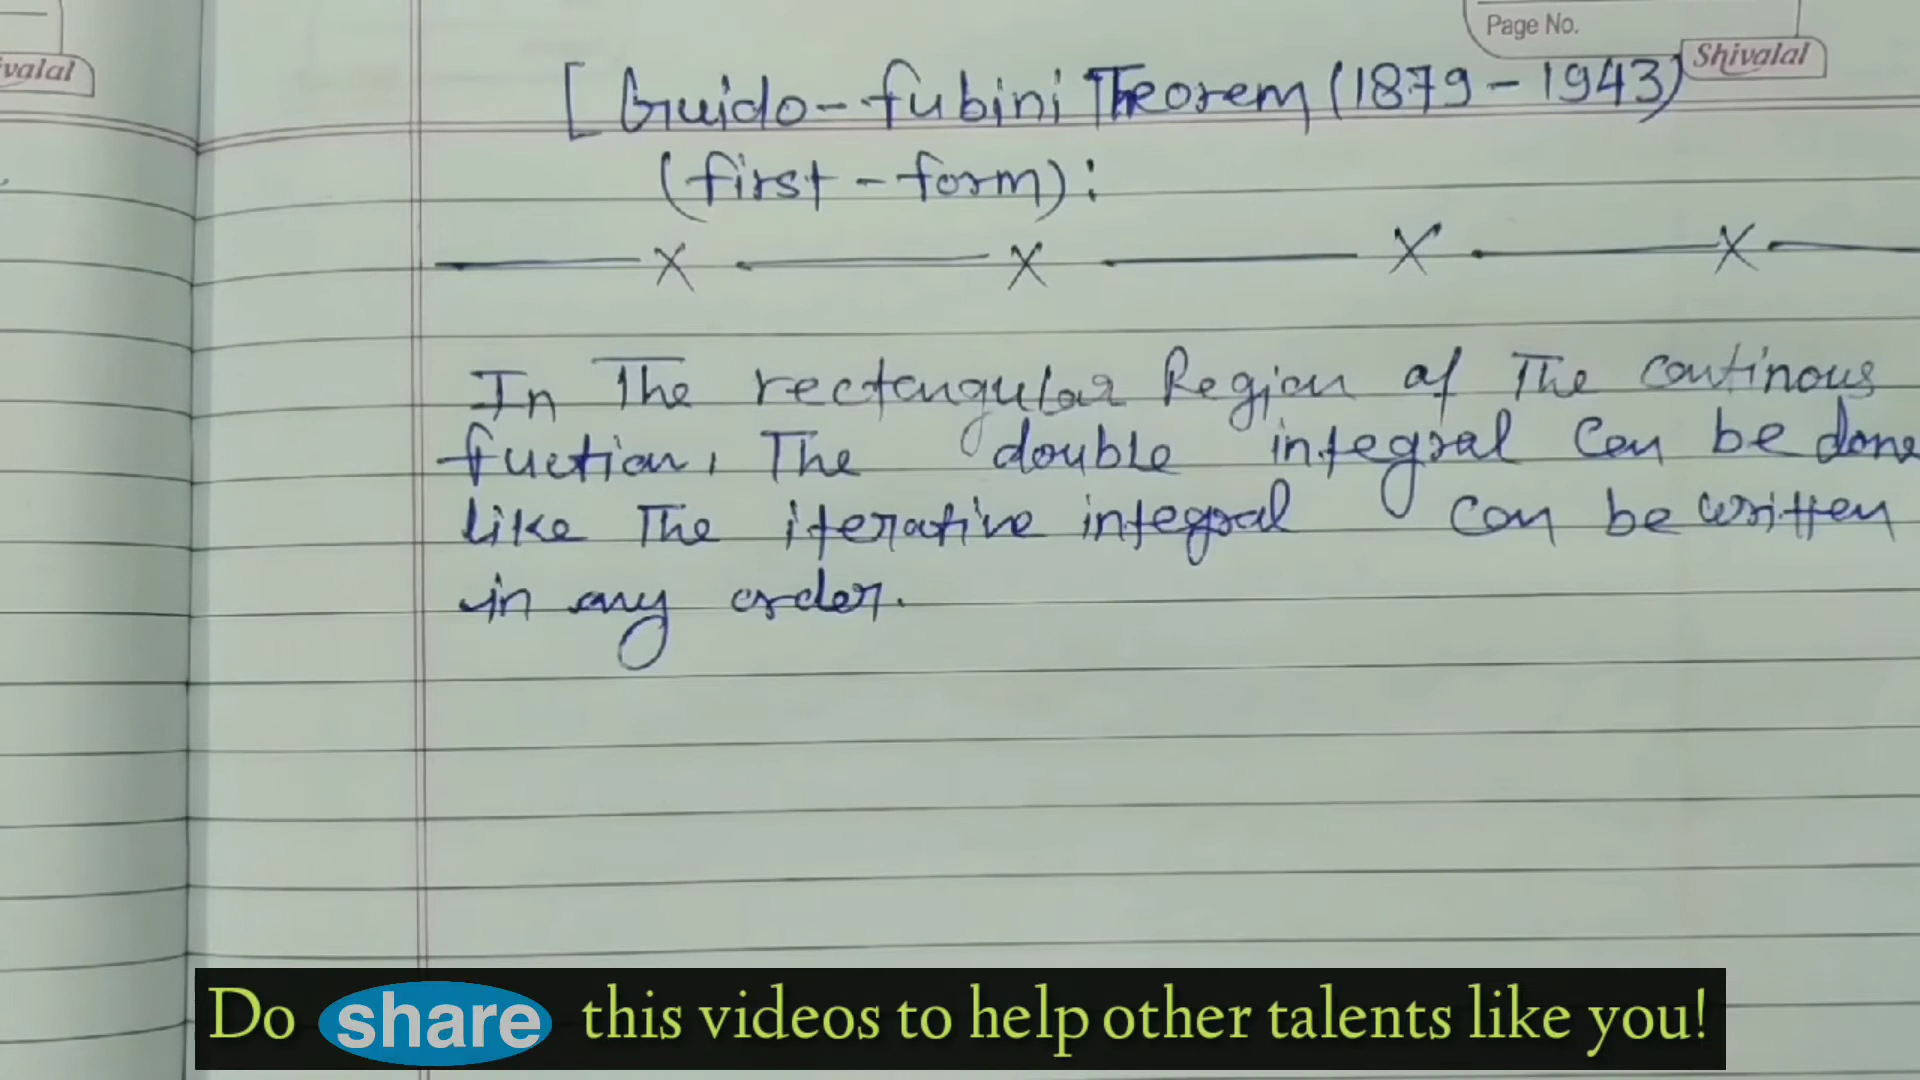 Page No.
valal
Shivalal
[ Guido-fubini Theorem (1879-1943)
(first-form):
In The rectangular Region of The continous
fuction, The double integral can be done
like The iterative integral can be written
in any order.
Do share this videos to help other talents like you!